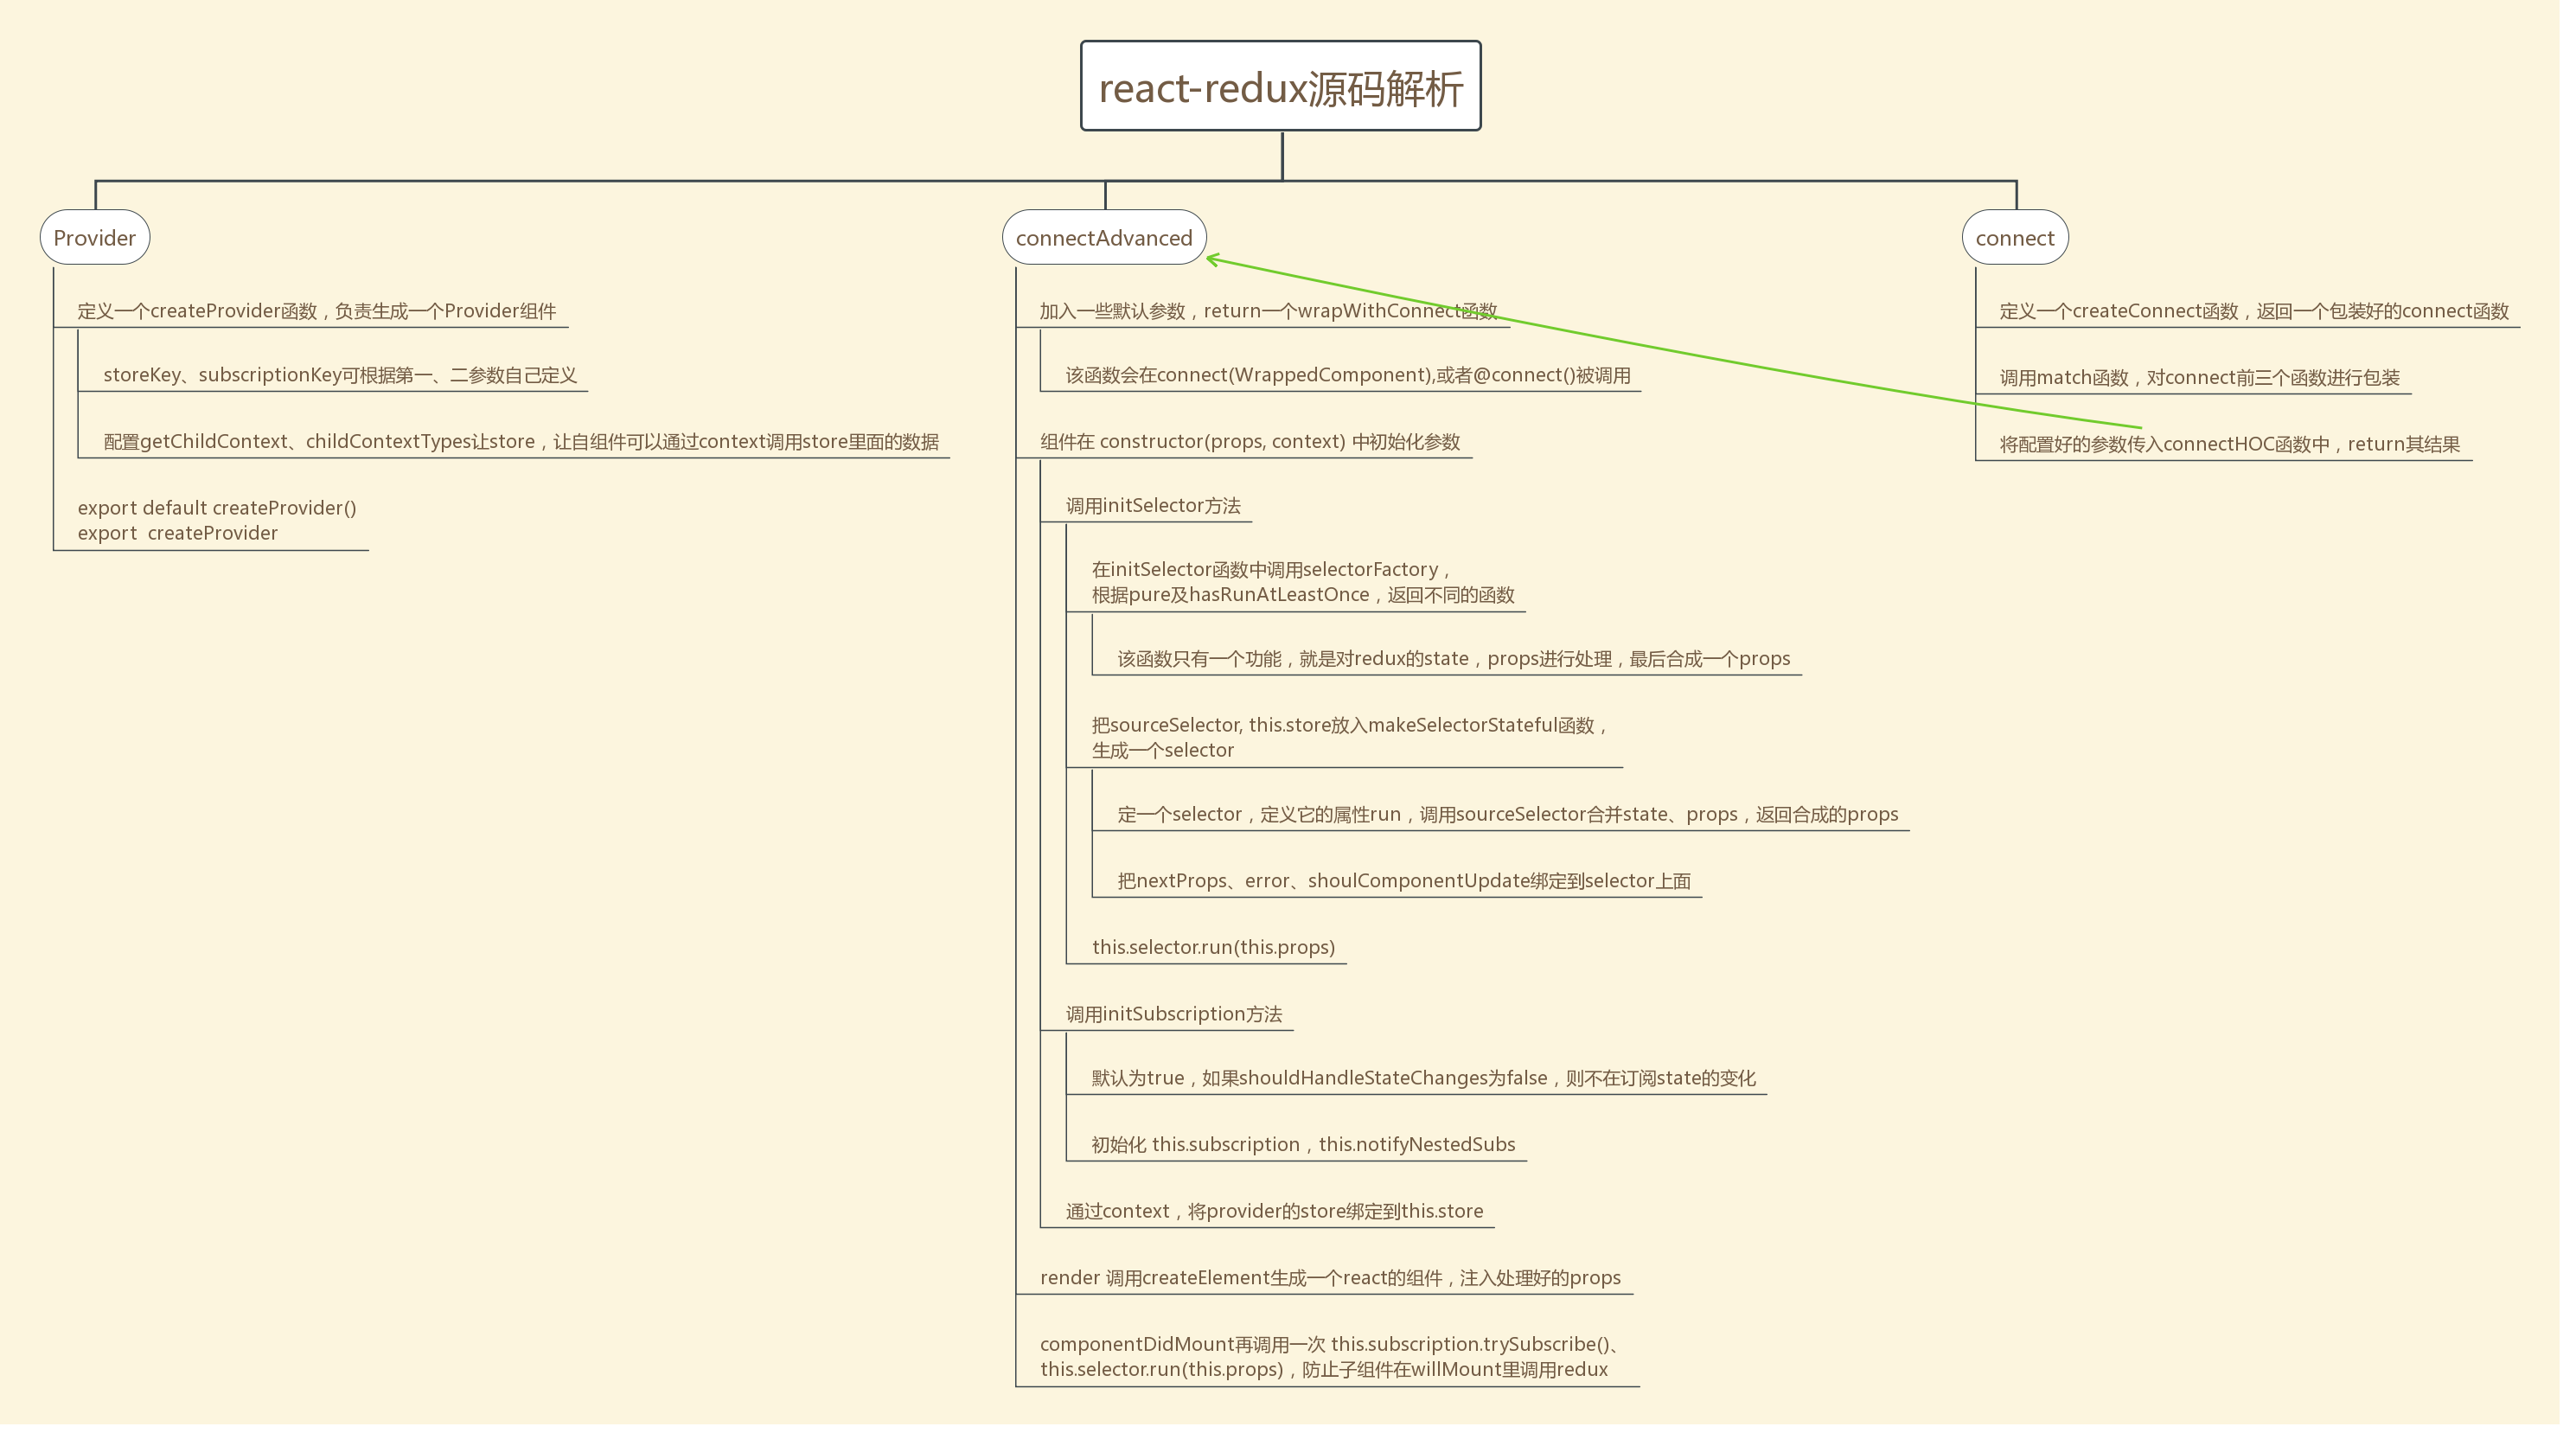 react-redux源码解析
Provider
定义一个createProvider函数，负责生成一个Provider组件
storeKey、subscriptionKey可根据第一、二参数自己定义
配置getChildContext、childContextTypes让store，让自组件可以通过context调用store里面的数据
export default createProvider()
export  createProvider
connectAdvanced
加入一些默认参数，return一个wrapWithConnect函数
该函数会在connect(WrappedComponent),或者@connect()被调用
组件在 constructor(props, context) 中初始化参数
调用initSelector方法
在initSelector函数中调用selectorFactory，
根据pure及hasRunAtLeastOnce，返回不同的函数
该函数只有一个功能，就是对redux的state，props进行处理，最后合成一个props
把sourceSelector, this.store放入makeSelectorStateful函数，
生成一个selector
定一个selector，定义它的属性run，调用sourceSelector合并state、props，返回合成的props
把nextProps、error、shoulComponentUpdate绑定到selector上面
this.selector.run(this.props)
调用initSubscription方法
默认为true，如果shouldHandleStateChanges为false，则不在订阅state的变化
初始化 this.subscription，this.notifyNestedSubs
通过context，将provider的store绑定到this.store
render 调用createElement生成一个react的组件，注入处理好的props
componentDidMount再调用一次 this.subscription.trySubscribe()、
this.selector.run(this.props)，防止子组件在willMount里调用redux
connect
定义一个createConnect函数，返回一个包装好的connect函数
调用match函数，对connect前三个函数进行包装
将配置好的参数传入connectHOC函数中，return其结果